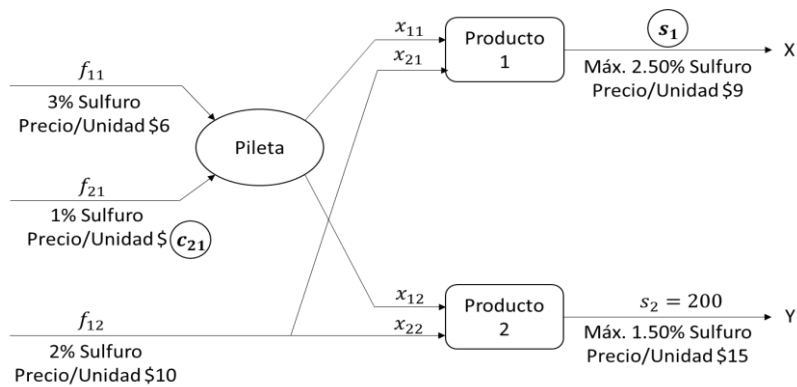 f₁₁
3% Sulfuro
Precio/Unidad $6
f₂₁
1% Sulfuro
Precio/Unidad $ c₂₁
f₁₂
2% Sulfuro
Precio/Unidad $10
Pileta
x₁₁
x₂₁
Producto
1
s₁
Máx. 2.50% Sulfuro
Precio/Unidad $9
X
x₁₂
x₂₂
Producto
2
s₂ = 200
Máx. 1.50% Sulfuro
Precio/Unidad $15
Y